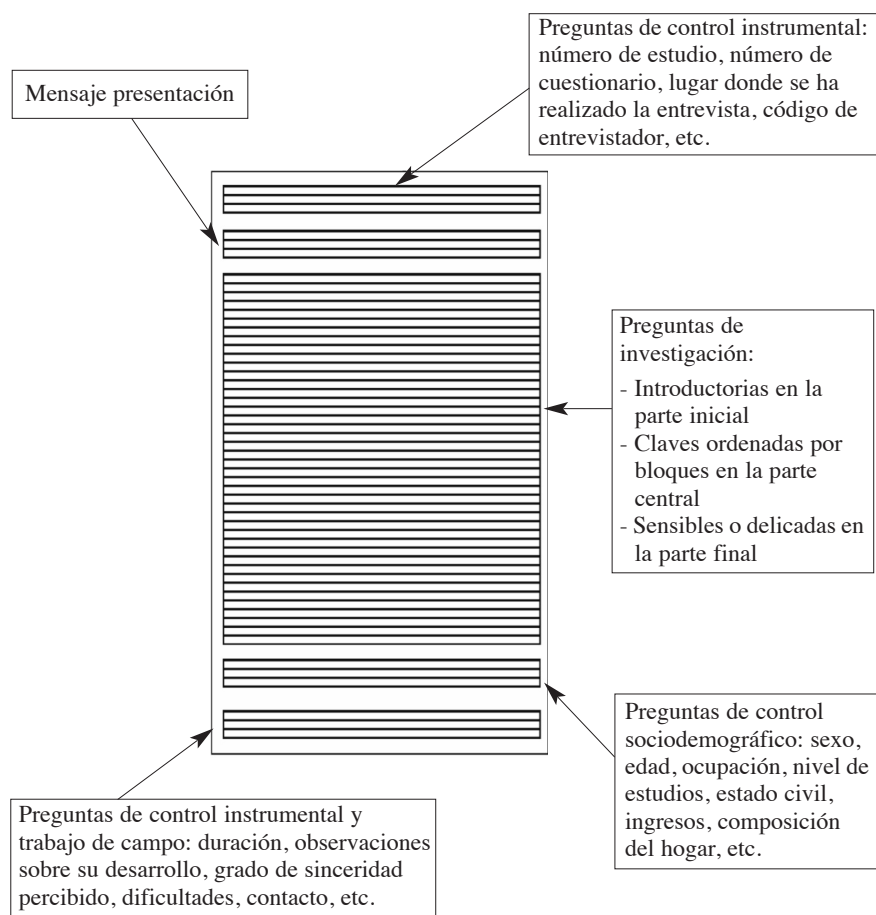 Preguntas de control instrumental:
número de estudio, número de
cuestionario, lugar donde se ha
realizado la entrevista, código de
entrevistador, etc.
Mensaje presentación
Preguntas de
investigación:
- Introductorias en la
parte inicial
- Claves ordenadas por
bloques en la parte
central
- Sensibles o delicadas en
la parte final
Preguntas de control
sociodemográfico: sexo,
edad, ocupación, nivel de
estudios, estado civil,
ingresos, composición
del hogar, etc.
Preguntas de control instrumental y
trabajo de campo: duración, observaciones
sobre su desarrollo, grado de sinceridad
percibido, dificultades, contacto, etc.